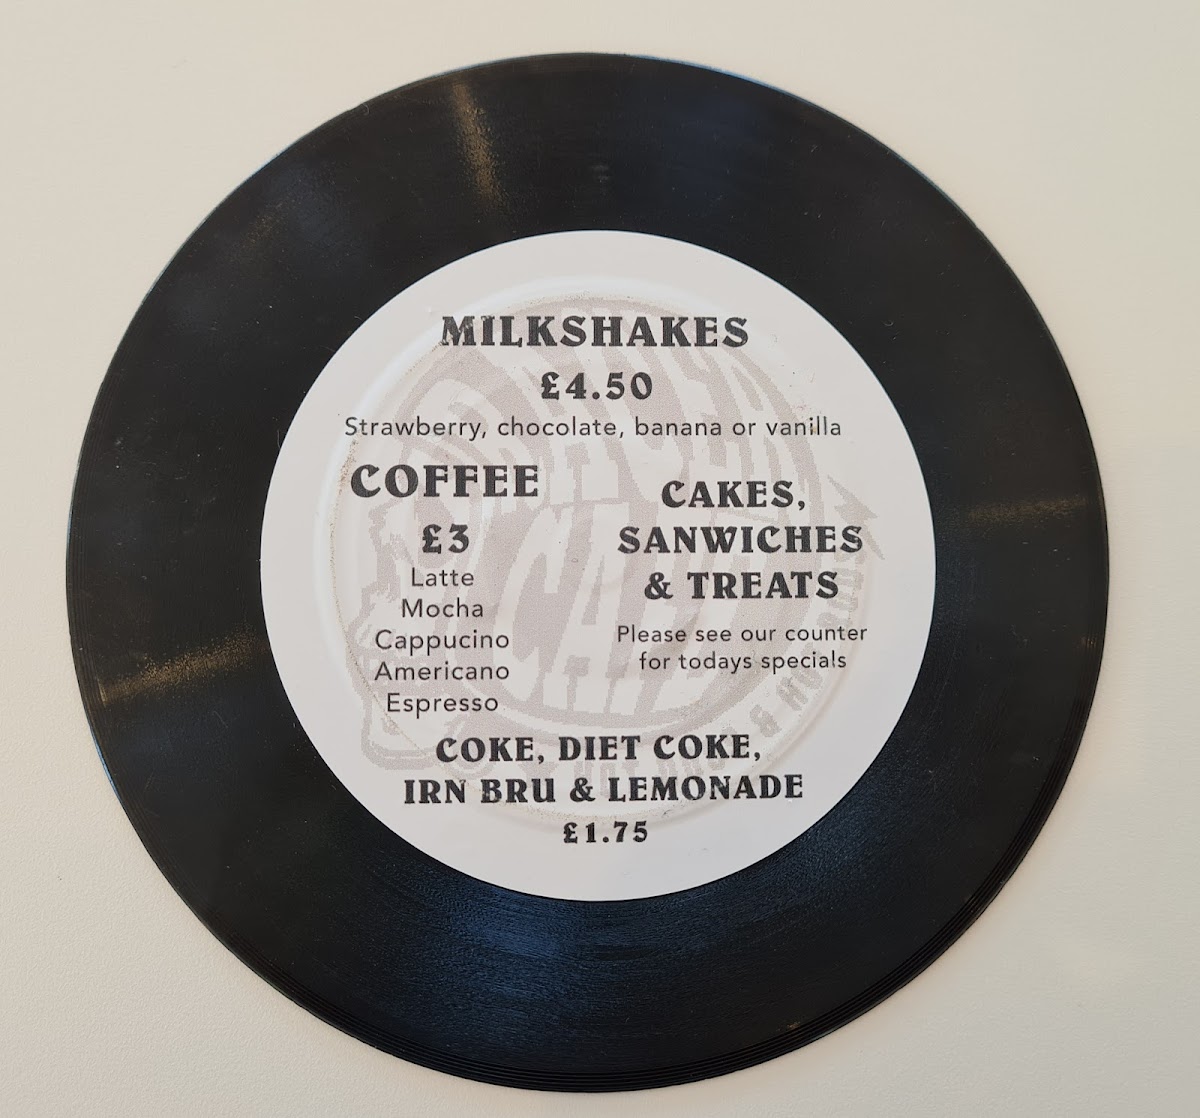 MILKSHAKES
£4.50
Strawberry, chocolate, banana or vanilla
COFFEE
£3
Latte
Mocha
Cappucino
Americano
Espresso
CAKES,
SANWICHES
& TREATS
Please see our counter
for todays specials
COKE, DIET COKE,
IRN BRU & LEMONADE
£1.75